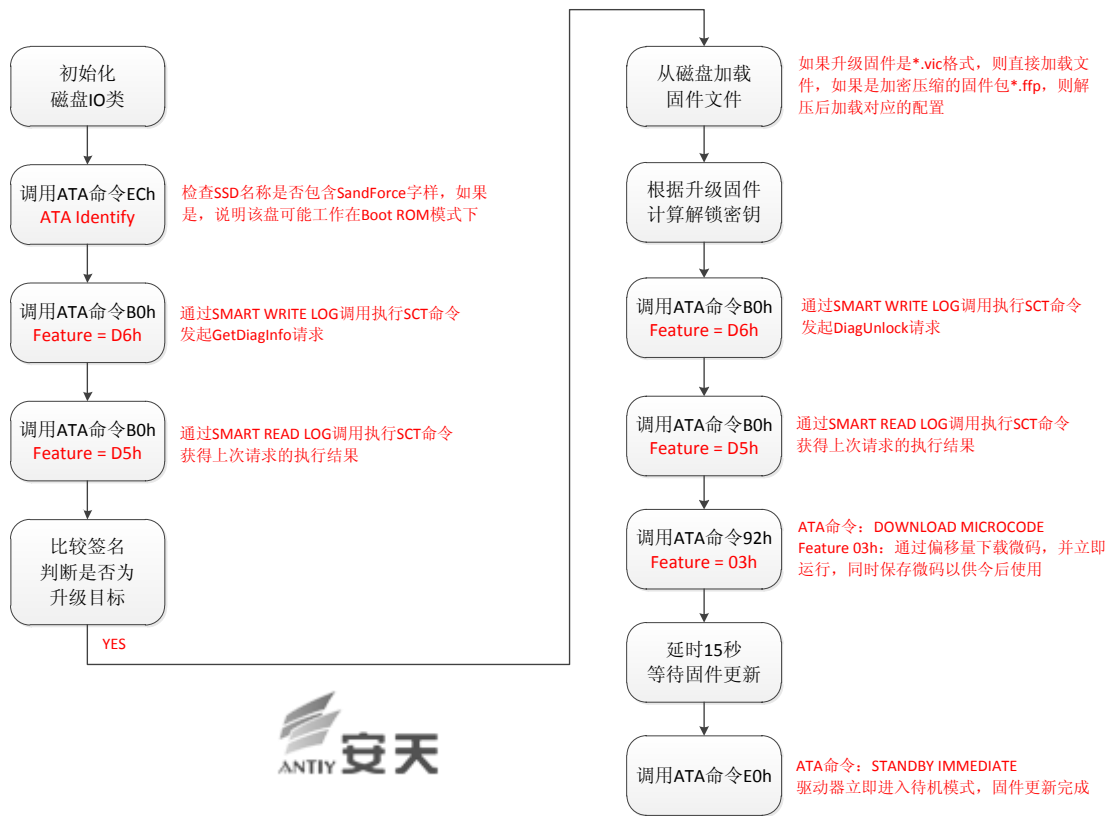 初始化
磁盘IO类
调用ATA命令ECh
ATA Identify
检查SSD名称是否包含SandForce字样，如果
是，说明该盘可能工作在Boot ROM模式下
调用ATA命令B0h
Feature = D6h
通过SMART WRITE LOG调用执行SCT命令
发起GetDiagInfo请求
调用ATA命令B0h
Feature = D5h
通过SMART READ LOG调用执行SCT命令
获得上次请求的执行结果
比较签名
判断是否为
升级目标
YES
从磁盘加载
固件文件
如果升级固件是*.vic格式，则直接加载文
件，如果是加密压缩的固件包*.ffp，则解
压后加载对应的配置
根据升级固件
计算解锁密钥
调用ATA命令B0h
Feature = D6h
通过SMART WRITE LOG调用执行SCT命令
发起DiagUnlock请求
调用ATA命令B0h
Feature = D5h
通过SMART READ LOG调用执行SCT命令
获得上次请求的执行结果
调用ATA命令92h
Feature = 03h
ATA命令：DOWNLOAD MICROCODE
Feature 03h：通过偏移量下载微码，并立即
运行，同时保存微码以供今后使用
延时15秒
等待固件更新
调用ATA命令E0h
ATA命令：STANDBY IMMEDIATE
驱动器立即进入待机模式，固件更新完成
ANTIY 安天